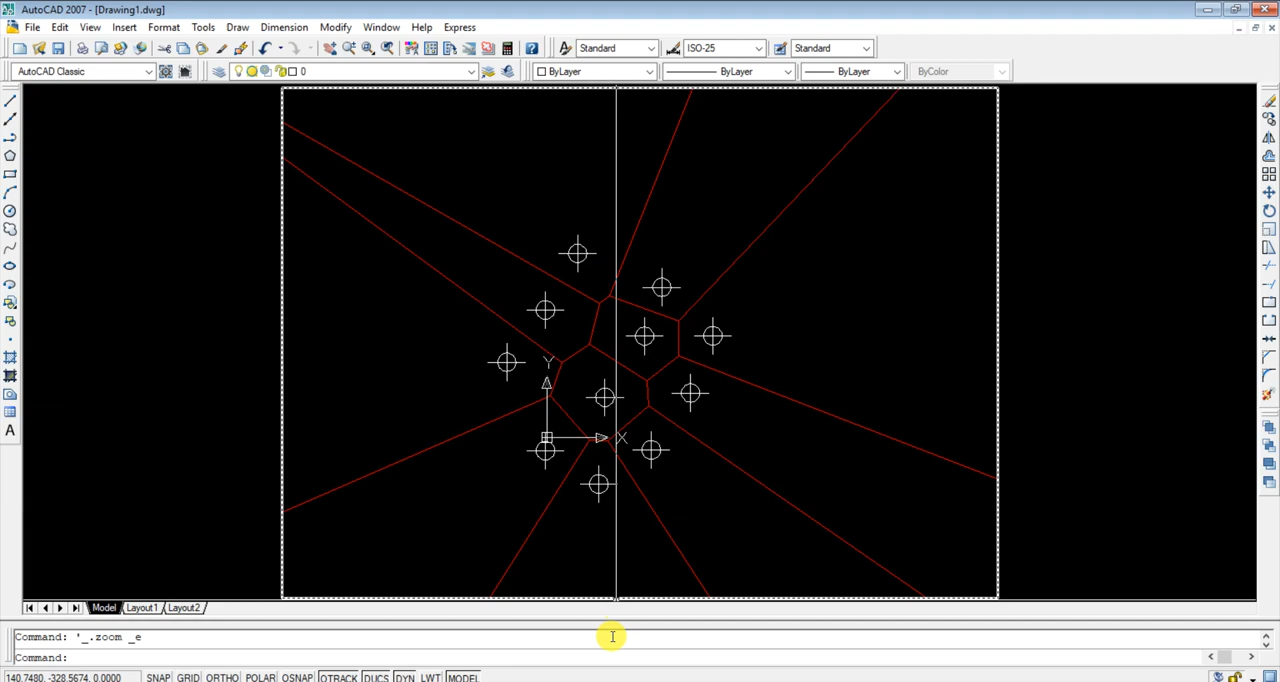 AutoCAD 2007 - [Drawing1.dwg]
File Edit View Insert Format Tools Draw Dimension Modify Window Help Express
Standard ISO-25 Standard
AutoCAD Classic 0 ByLayer ByLayer ByLayer ByColor
A
Y
X
Model Layout1 Layout2
Command: '_.zoom _e
Command:
140.7480, -328.5674, 0.0000 SNAP GRID ORTHO POLAR OSNAP OTRACK DUCS DYN LWT MODEL